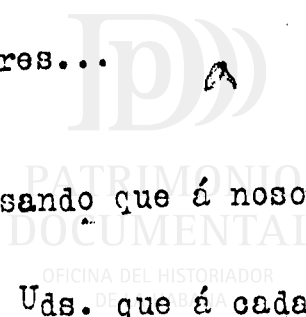 res...
PATRIMONIO
sando que á noso
DOCUMENTAL
OFICINA DEL HISTORIADOR
Uds. que á cada